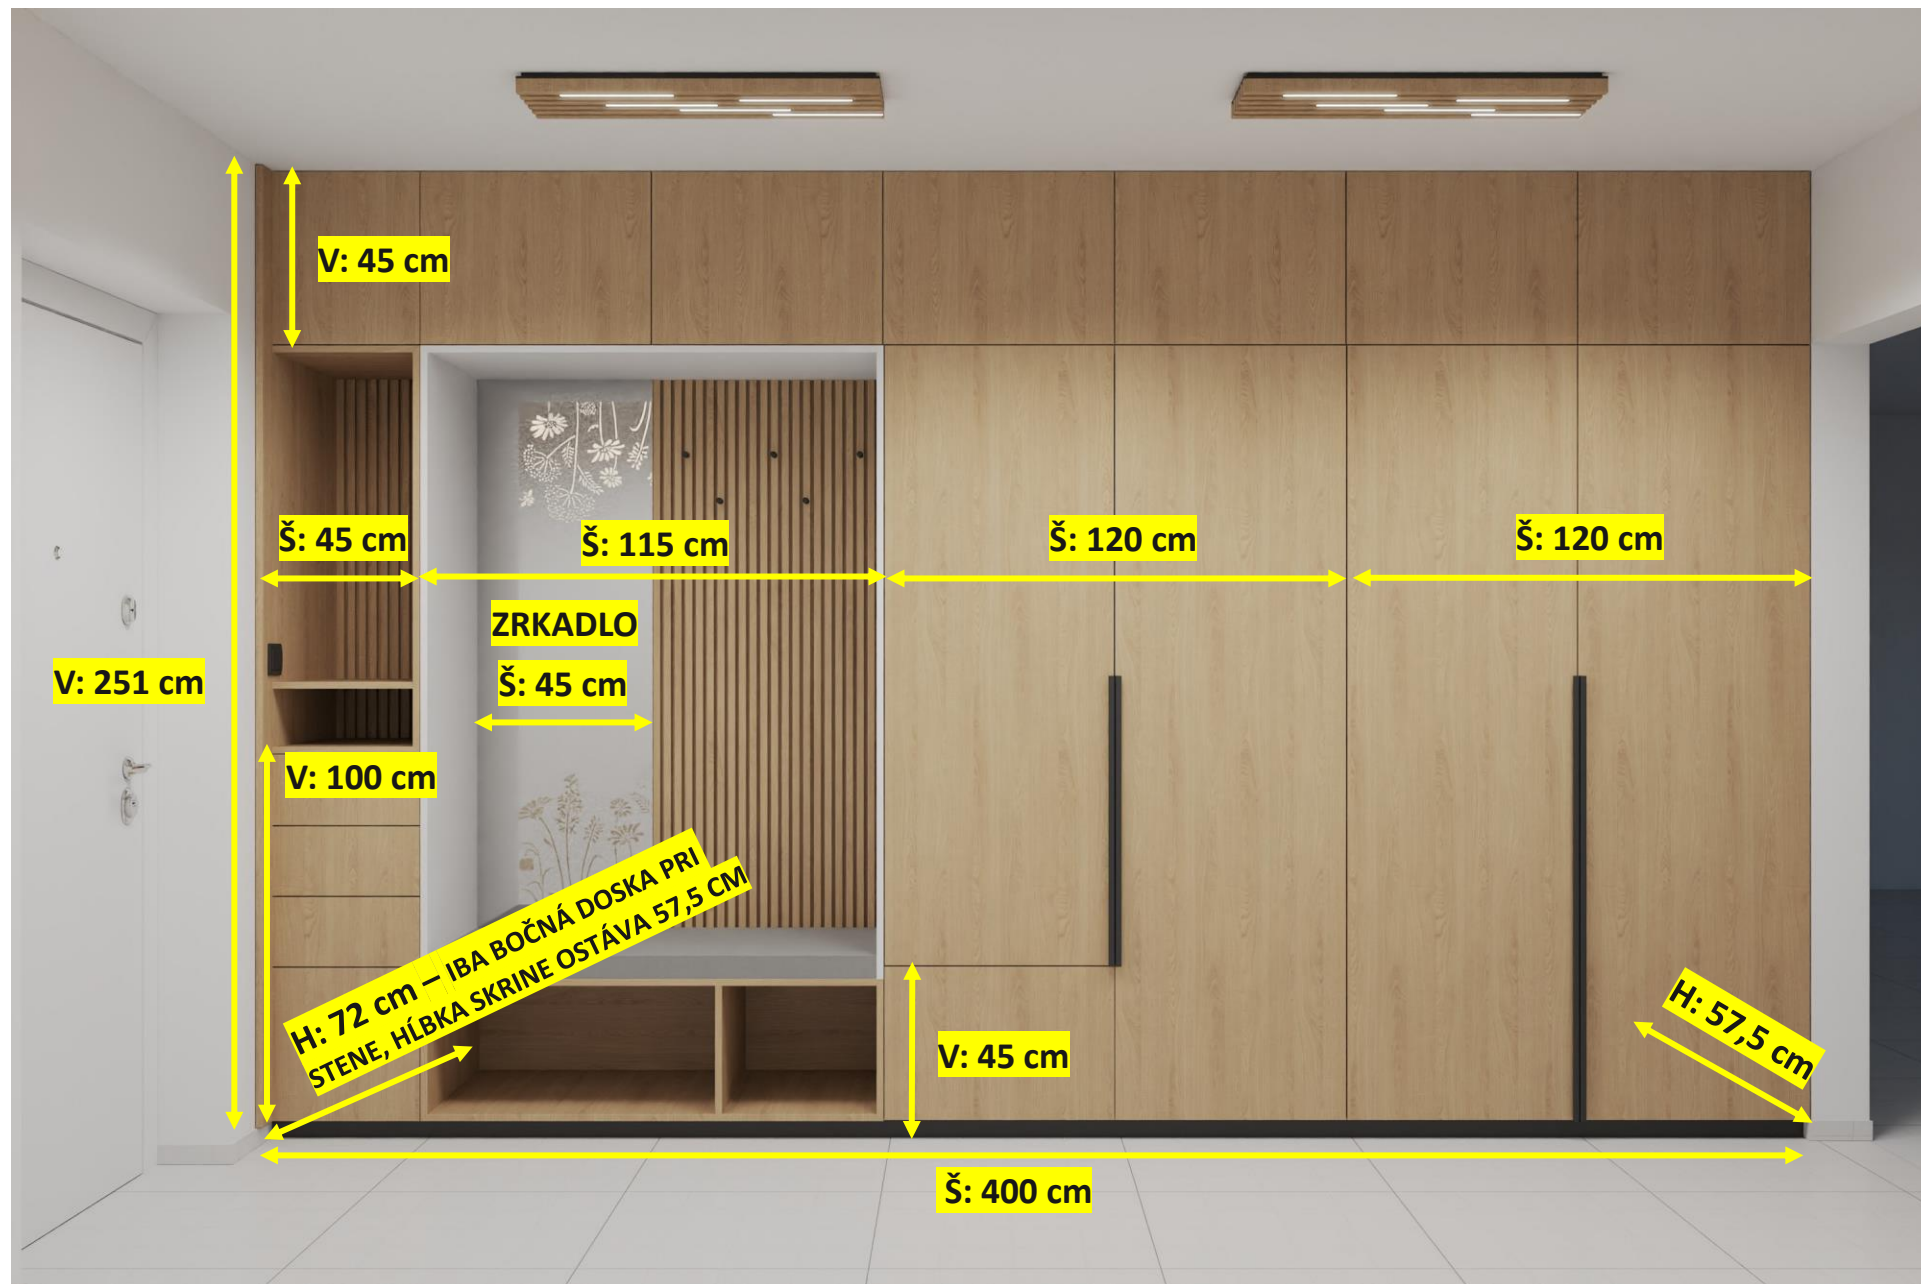 V: 45 cm
Š: 45 cm
Š: 115 cm
Š: 120 cm
Š: 120 cm
ZRKADLO
Š: 45 cm
V: 251 cm
V: 100 cm
H: 72 cm – IBA BOČNÁ DOSKA PRI
STENE, HĹBKA SKRINE OSTÁVA 57,5 CM
V: 45 cm
H: 57,5 cm
Š: 400 cm